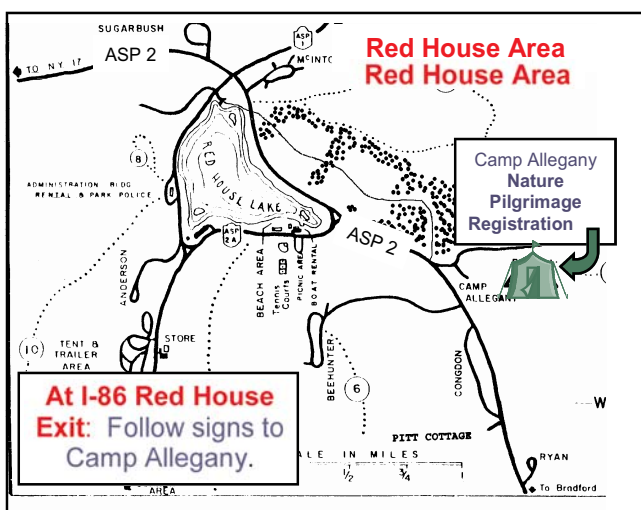 SUGARBUSH
ASP 2
ASP
1
TO NY 17
Red House Area
Red House Area
8
RED HOUSE LAKE
ADMINISTRATION BLDG
RENTAL & PARK POLICE
Camp Allegany
Nature
Pilgrimage
Registration
ASP
2A
ASP 2
ANDERSON
BEACH AREA
Tennis
Courts
PICNIC AREA
BOAT RENTAL
CAMP
10
TENT &
TRAILER
AREA
STORE
BEEHUNTER
6
CONGDON
At I-86 Red House
Exit: Follow signs to
Camp Allegany.
PITT COTTAGE
IN MILES
1/2
3/4
1
W
RYAN
To Bradford
AREA